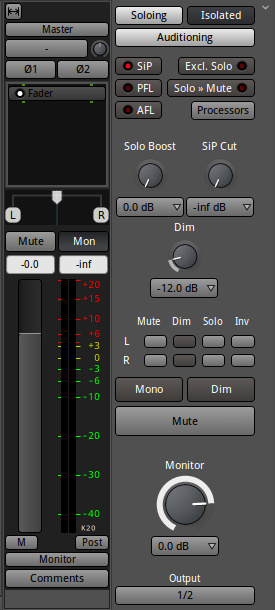 Master
-
Ø1 Ø2
Fader
L R
Mute Mon
-0.0 -inf
+20
+15
+10
+6
+3
0
-3
-6
-10
-20
-30
-40
K20
M Post
Monitor
Comments
Soloing Isolated
Auditioning
SiP Excl. Solo
PFL Solo » Mute
AFL Processors
Solo Boost SiP Cut
0.0 dB -inf dB
Dim
-12.0 dB
Mute Dim Solo Inv
L
R
Mono Dim
Mute
Monitor
0.0 dB
Output
1/2